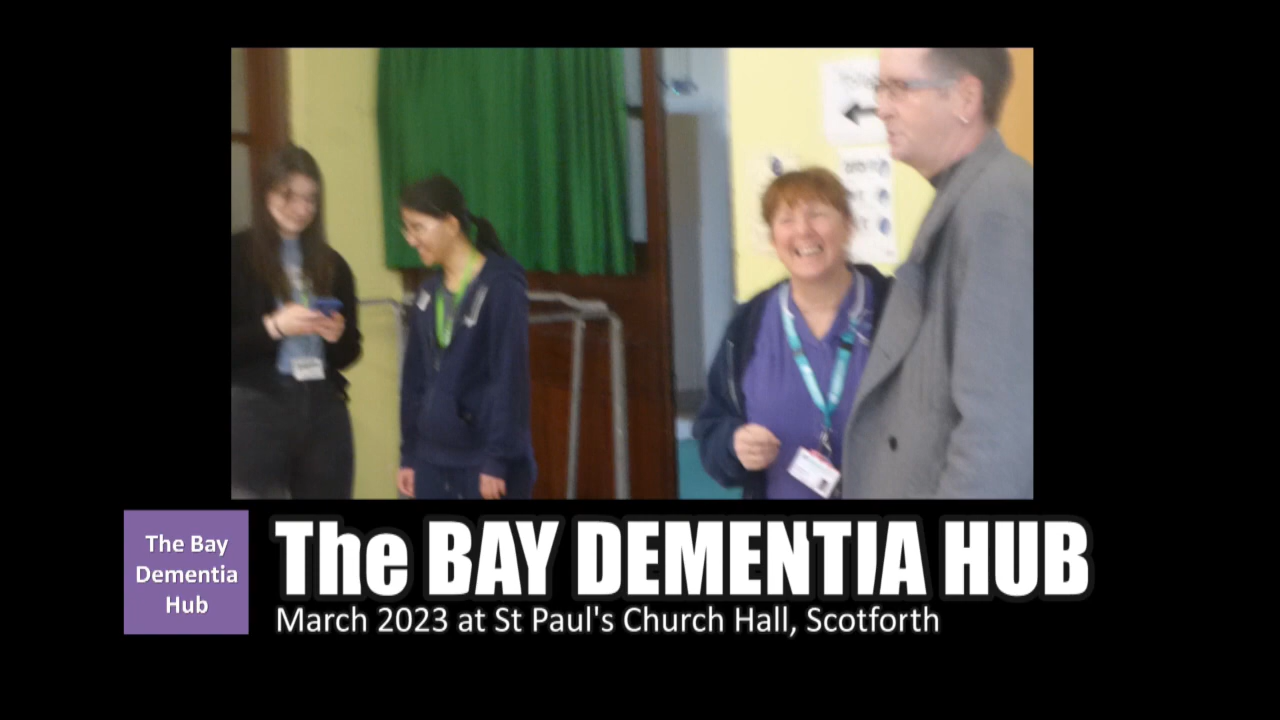 The Bay
Dementia
Hub
The BAY DEMENTIA HUB
March 2023 at St Paul's Church Hall, Scotforth